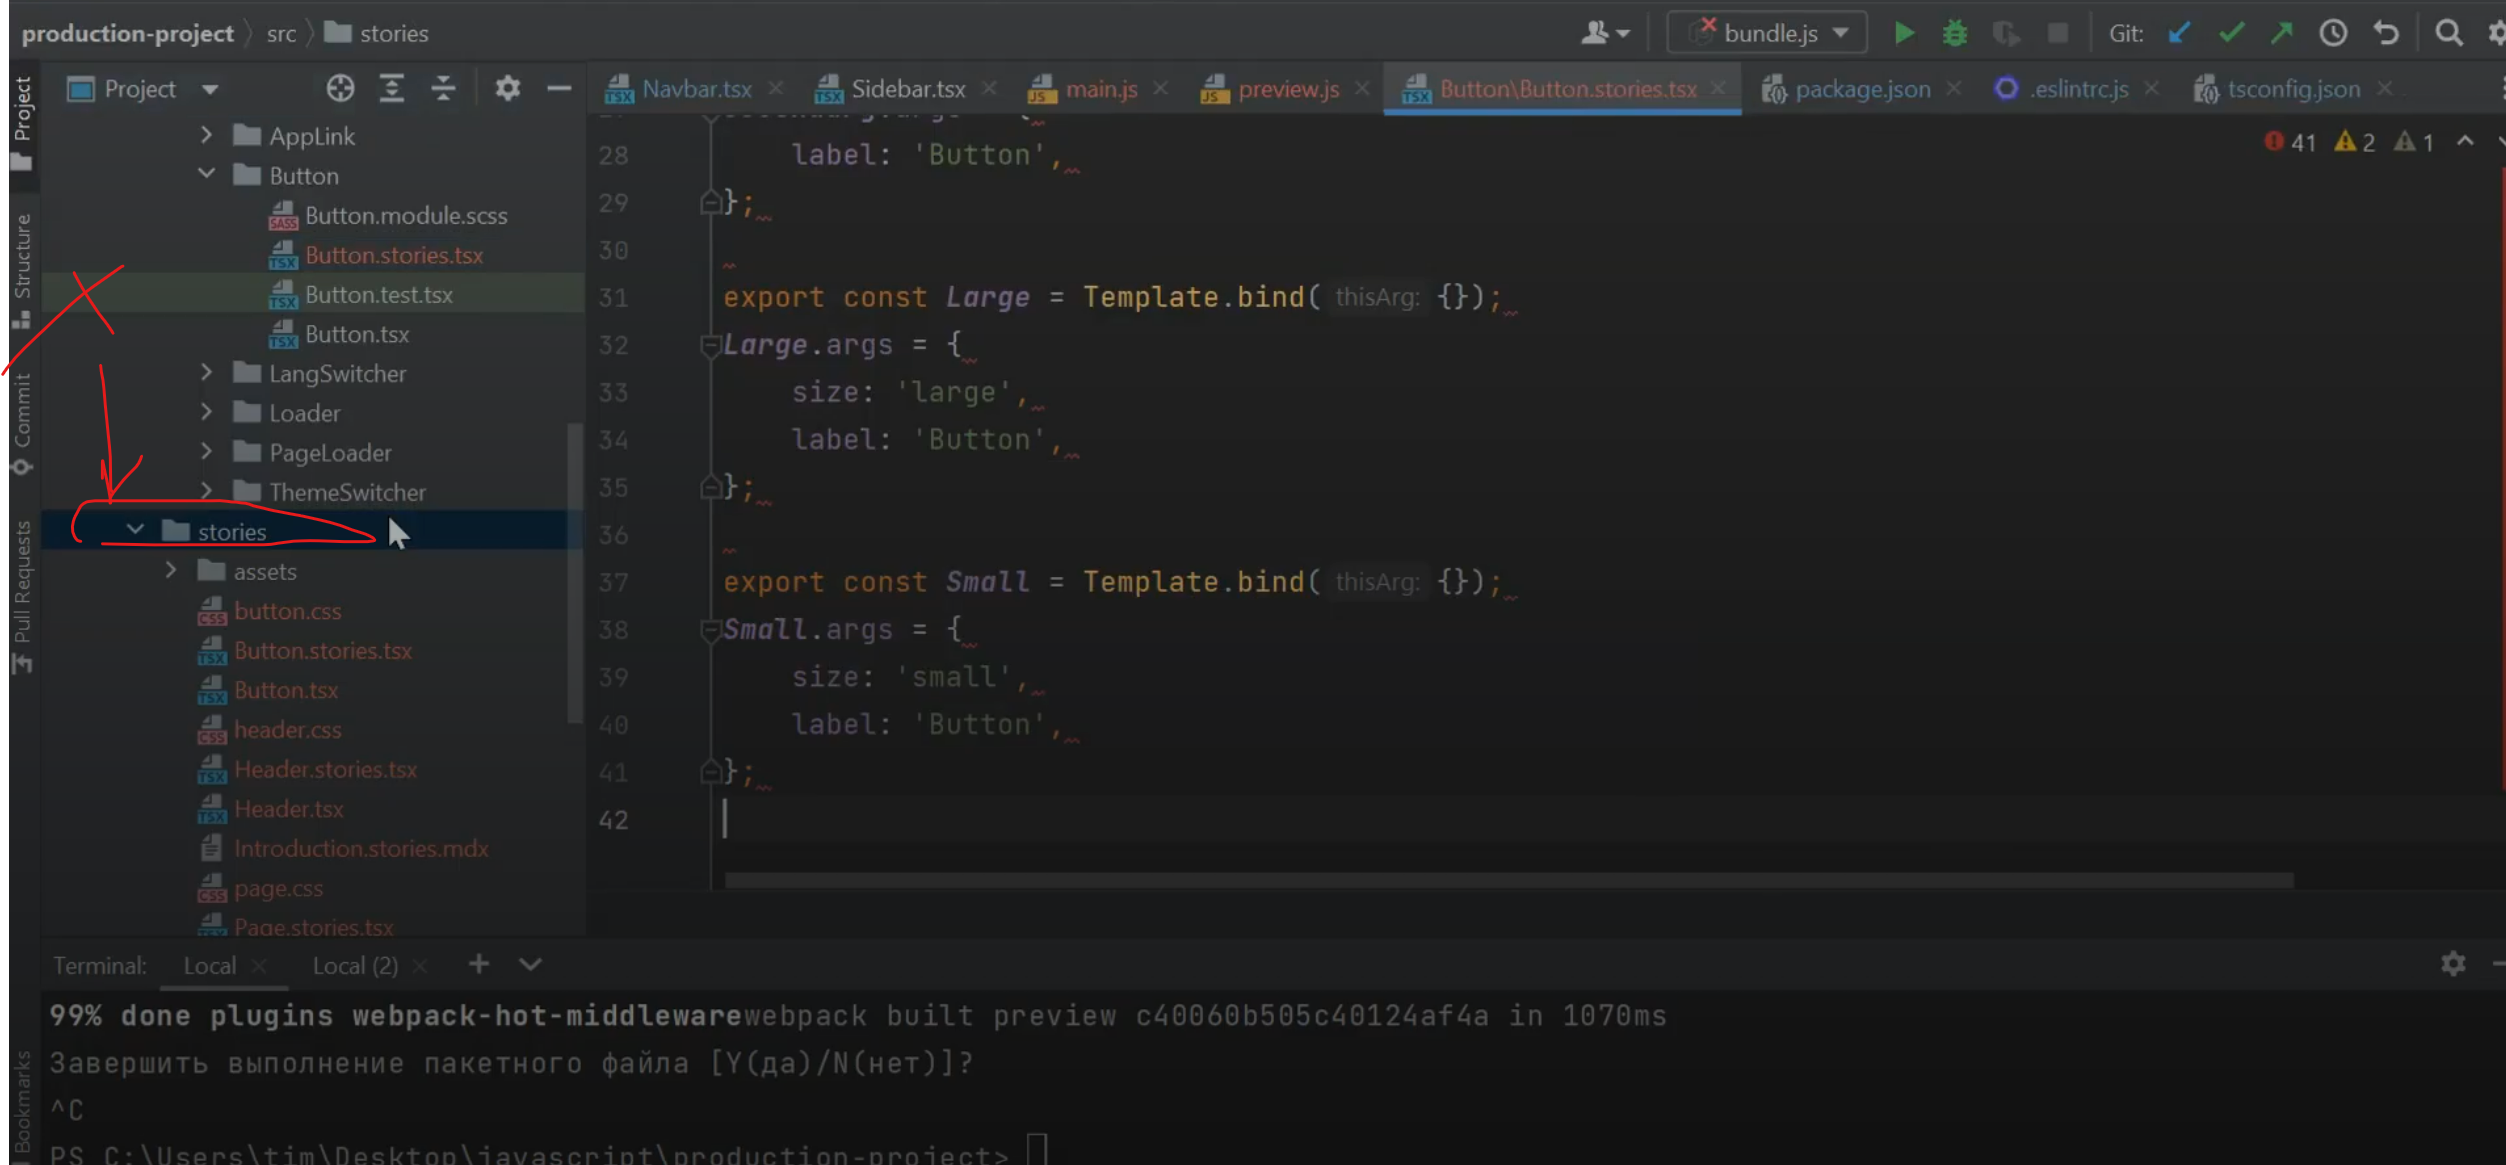 production-project
src
stories
bundle.js
Git:
Project
Navbar.tsx
Sidebar.tsx
main.js
preview.js
Button\Button.stories.tsx
package.json
.eslintrc.js
tsconfig.json
Project
Structure
Commit
Pull Requests
Bookmarks
AppLink
Button
Button.module.scss
Button.stories.tsx
Button.test.tsx
Button.tsx
LangSwitcher
Loader
PageLoader
ThemeSwitcher
stories
assets
button.css
Button.stories.tsx
Button.tsx
header.css
Header.stories.tsx
Header.tsx
Introduction.stories.mdx
page.css
Page.stories.tsx
41 2 1
28 label: 'Button',
29 };
30
31 export const Large = Template.bind( thisArg: {});
32 Large.args = {
33 size: 'large',
34 label: 'Button',
35 };
36
37 export const Small = Template.bind( thisArg: {});
38 Small.args = {
39 size: 'small',
40 label: 'Button',
41 };
42
Terminal: Local Local (2)
99% done plugins webpack-hot-middlewarewebpack built preview c40060b505c40124af4a in 1070ms
Завершить выполнение пакетного файла [Y(да)/N(нет)]?
^C
PS C:\Users\tim\Desktop\javascript\production-project>